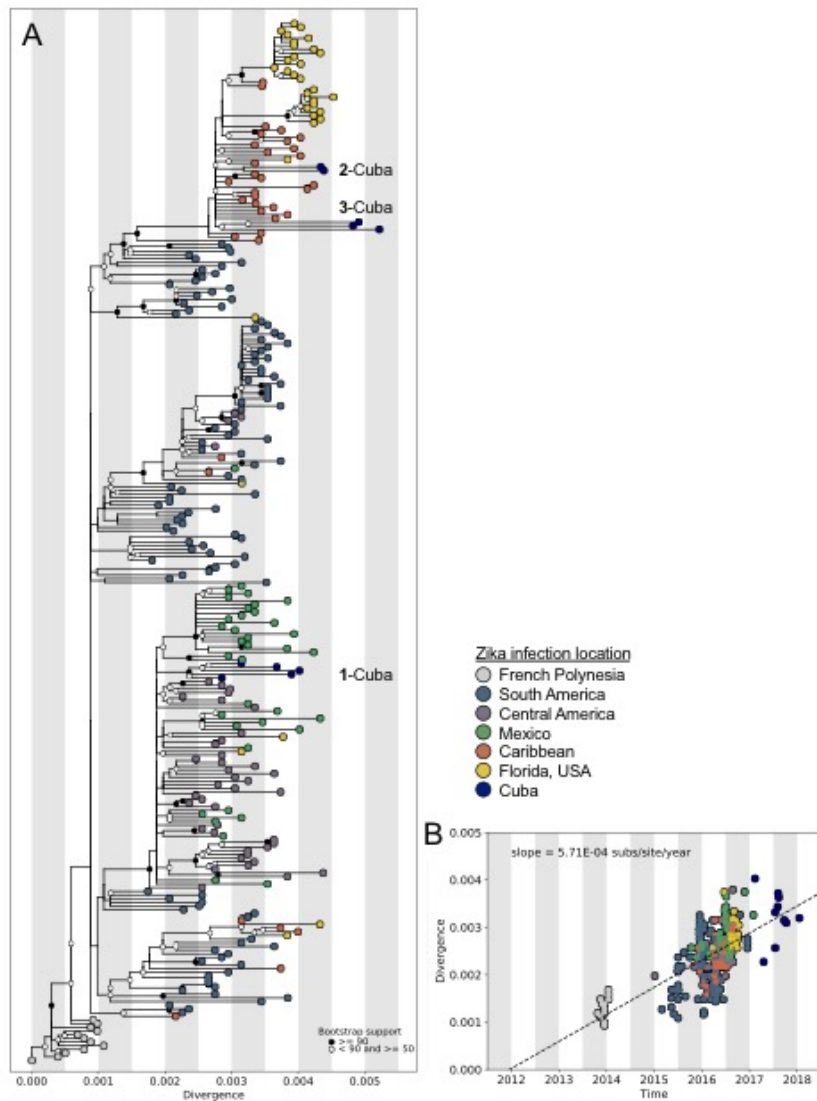 A
2-Cuba
3-Cuba
1-Cuba
Bootstrap support
>= 90
< 90 and >= 50
0.000 0.001 0.002 0.003 0.004 0.005
Divergence
Zika infection location
French Polynesia
South America
Central America
Mexico
Caribbean
Florida, USA
Cuba
B
slope = 5.71E-04 subs/site/year
0.005
0.004
0.003
0.002
0.001
0.000
Divergence
2012 2013 2014 2015 2016 2017 2018
Time